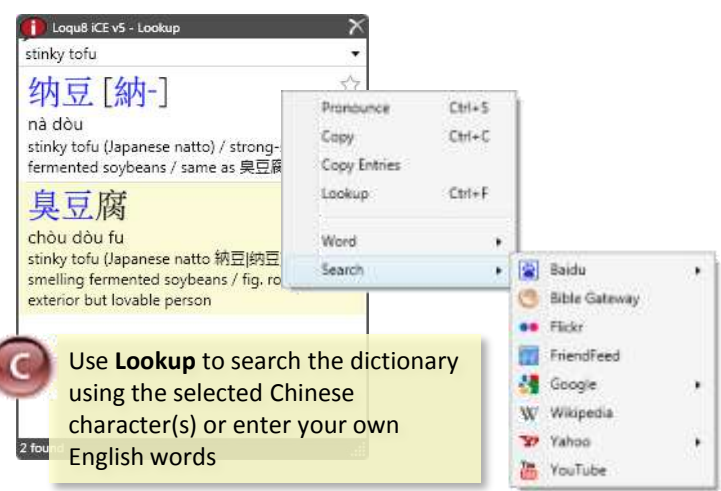 Loqu8 iCE v5 - Lookup
stinky tofu
纳豆 [納-]
nà dòu
stinky tofu (Japanese natto) / strong-
fermented soybeans / same as 臭豆腐
臭豆腐
chòu dòu fu
stinky tofu (Japanese natto 納豆|纳豆
smelling fermented soybeans / fig. ro
exterior but lovable person
2 found
Pronounce Ctrl+S
Copy Ctrl+C
Copy Entries
Lookup Ctrl+F
Word
Search
Baidu
Bible Gateway
Flickr
FriendFeed
Google
Wikipedia
Yahoo
YouTube
C
Use Lookup to search the dictionary
using the selected Chinese
character(s) or enter your own
English words